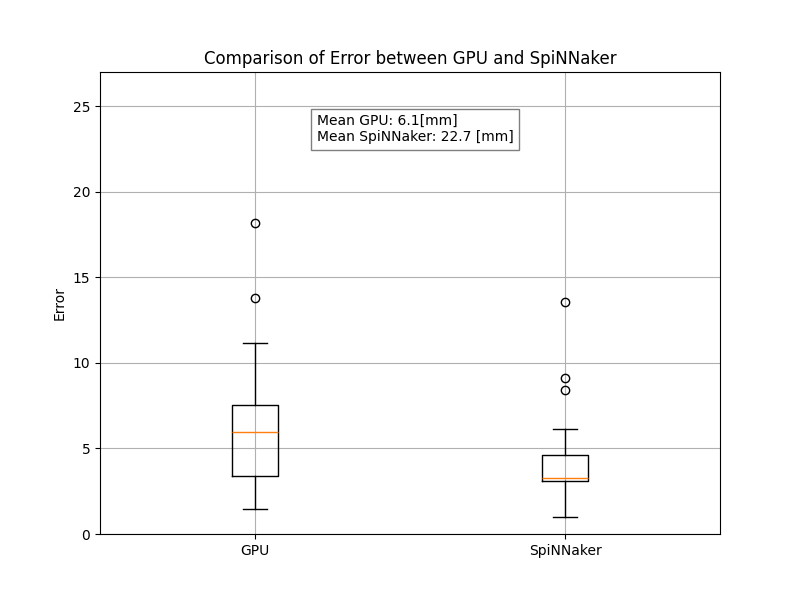 Comparison of Error between GPU and SpiNNaker
25
Mean GPU: 6.1[mm]
Mean SpiNNaker: 22.7 [mm]
20
15
Error
10
5
0
GPU
SpiNNaker